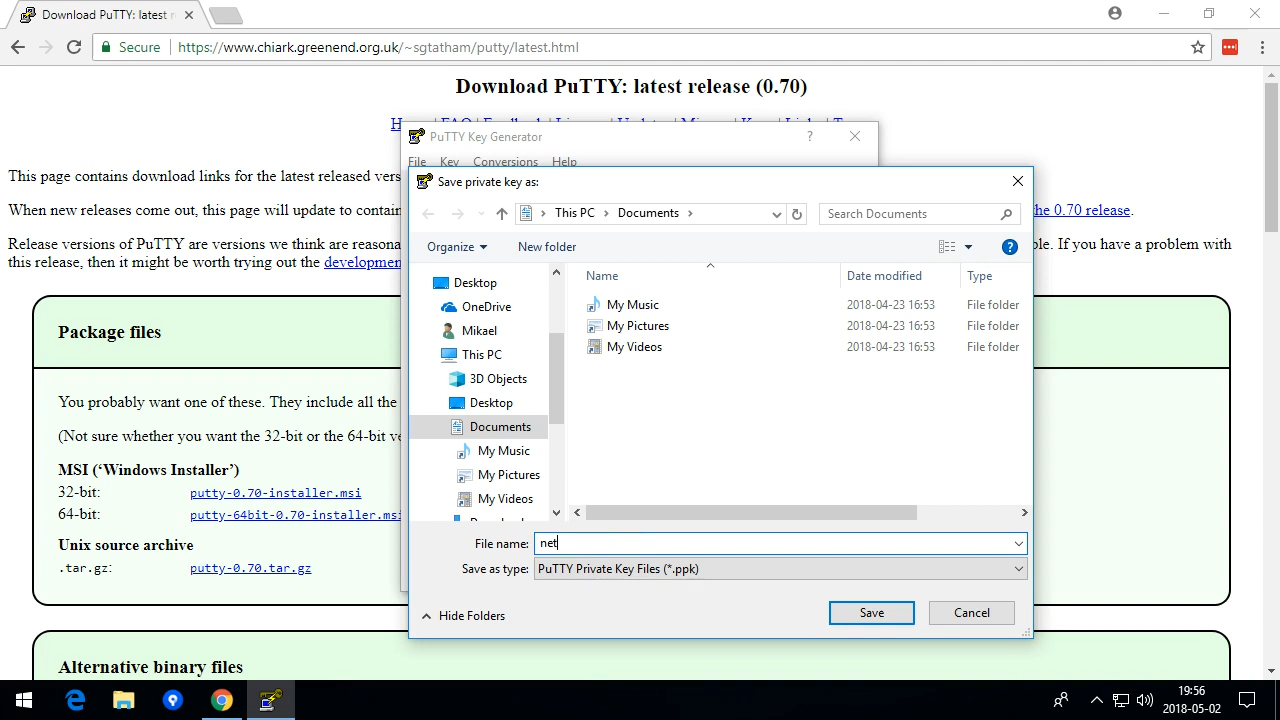 Download PuTTY: latest r
Secure
https://www.chiark.greenend.org.uk/~sgtatham/putty/latest.html
Download PuTTY: latest release (0.70)
PuTTY Key Generator
?
File Key Conversions Help
This page contains download links for the latest released vers
Save private key as:
When new releases come out, this page will update to contain
he 0.70 release.
This PC Documents
Search Documents
Release versions of PuTTY are versions we think are reasona
ple. If you have a problem with
this release, then it might be worth trying out the developmen
Organize New folder
?
Name Date modified Type
Desktop
OneDrive
Mikael
This PC
3D Objects
Desktop
Documents
My Music
My Pictures
My Videos
My Music 2018-04-23 16:53 File folder
My Pictures 2018-04-23 16:53 File folder
My Videos 2018-04-23 16:53 File folder
Package files
You probably want one of these. They include all the
(Not sure whether you want the 32-bit or the 64-bit ve
MSI (‘Windows Installer’)
32-bit: putty-0.70-installer.msi
64-bit: putty-64bit-0.70-installer.msi
Unix source archive
.tar.gz: putty-0.70.tar.gz
File name: net
Save as type: PuTTY Private Key Files (*.ppk)
Hide Folders
Save
Cancel
Alternative binary files
19:56
2018-05-02